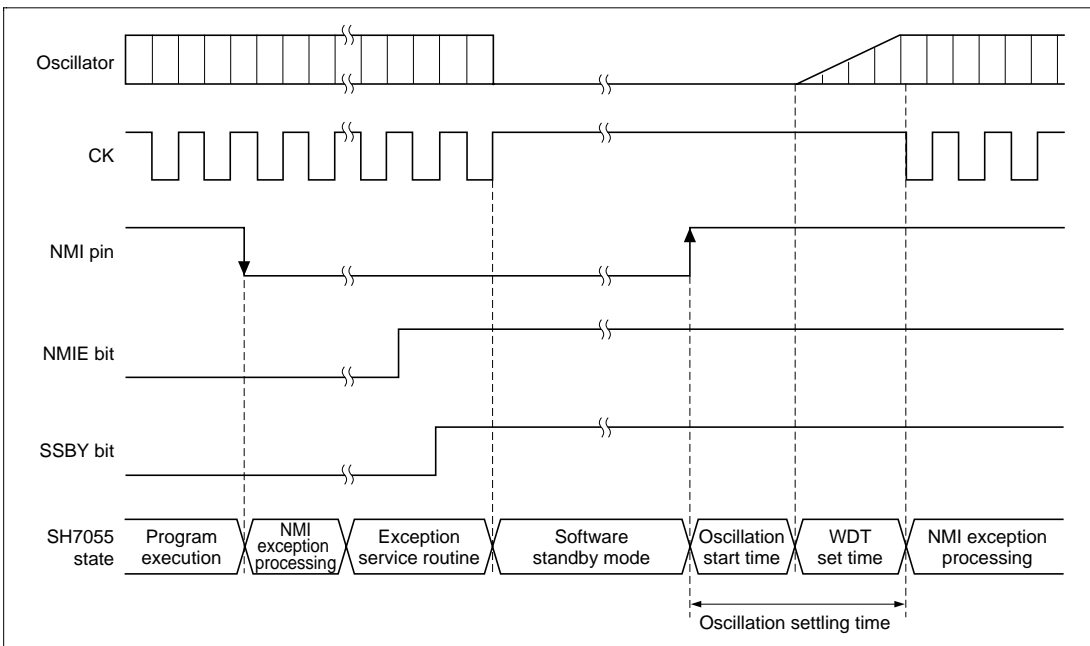 Oscillator
CK
NMI pin
NMIE bit
SSBY bit
SH7055
state
Program
execution
NMI
exception
processing
Exception
service routine
Software
standby mode
Oscillation
start time
WDT
set time
NMI exception
processing
Oscillation settling time